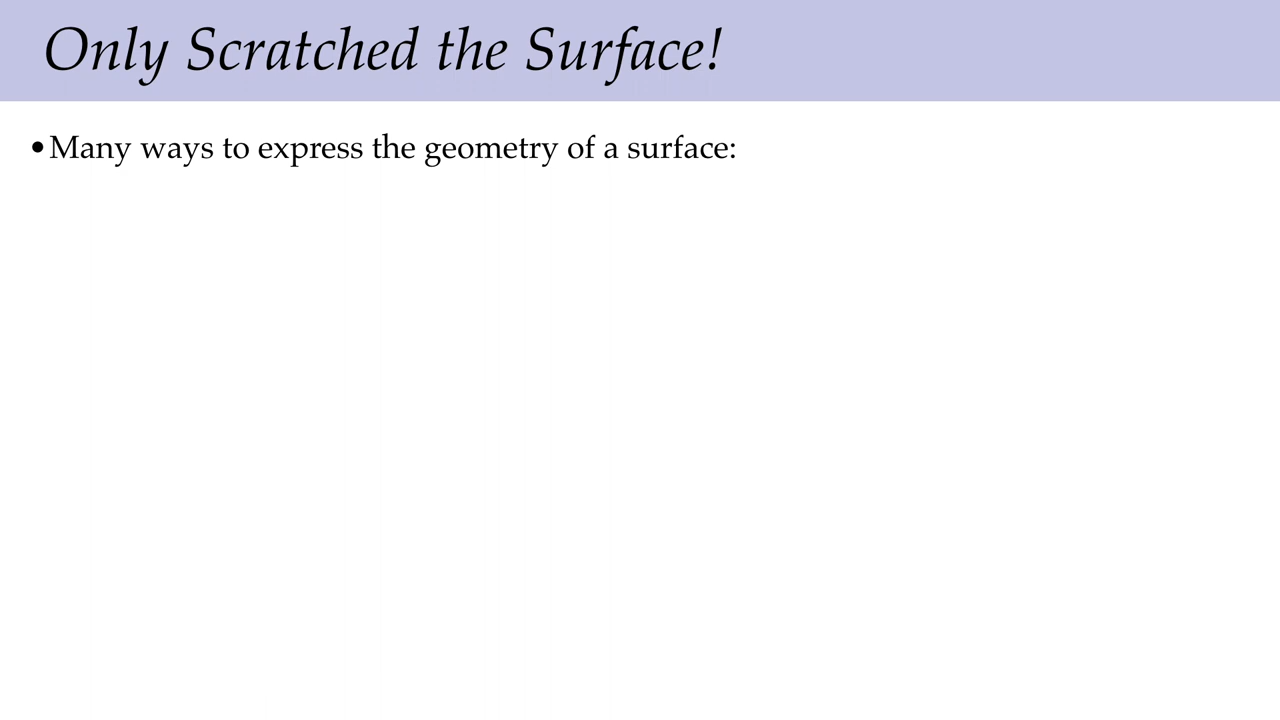 Only Scratched the Surface!
•Many ways to express the geometry of a surface: